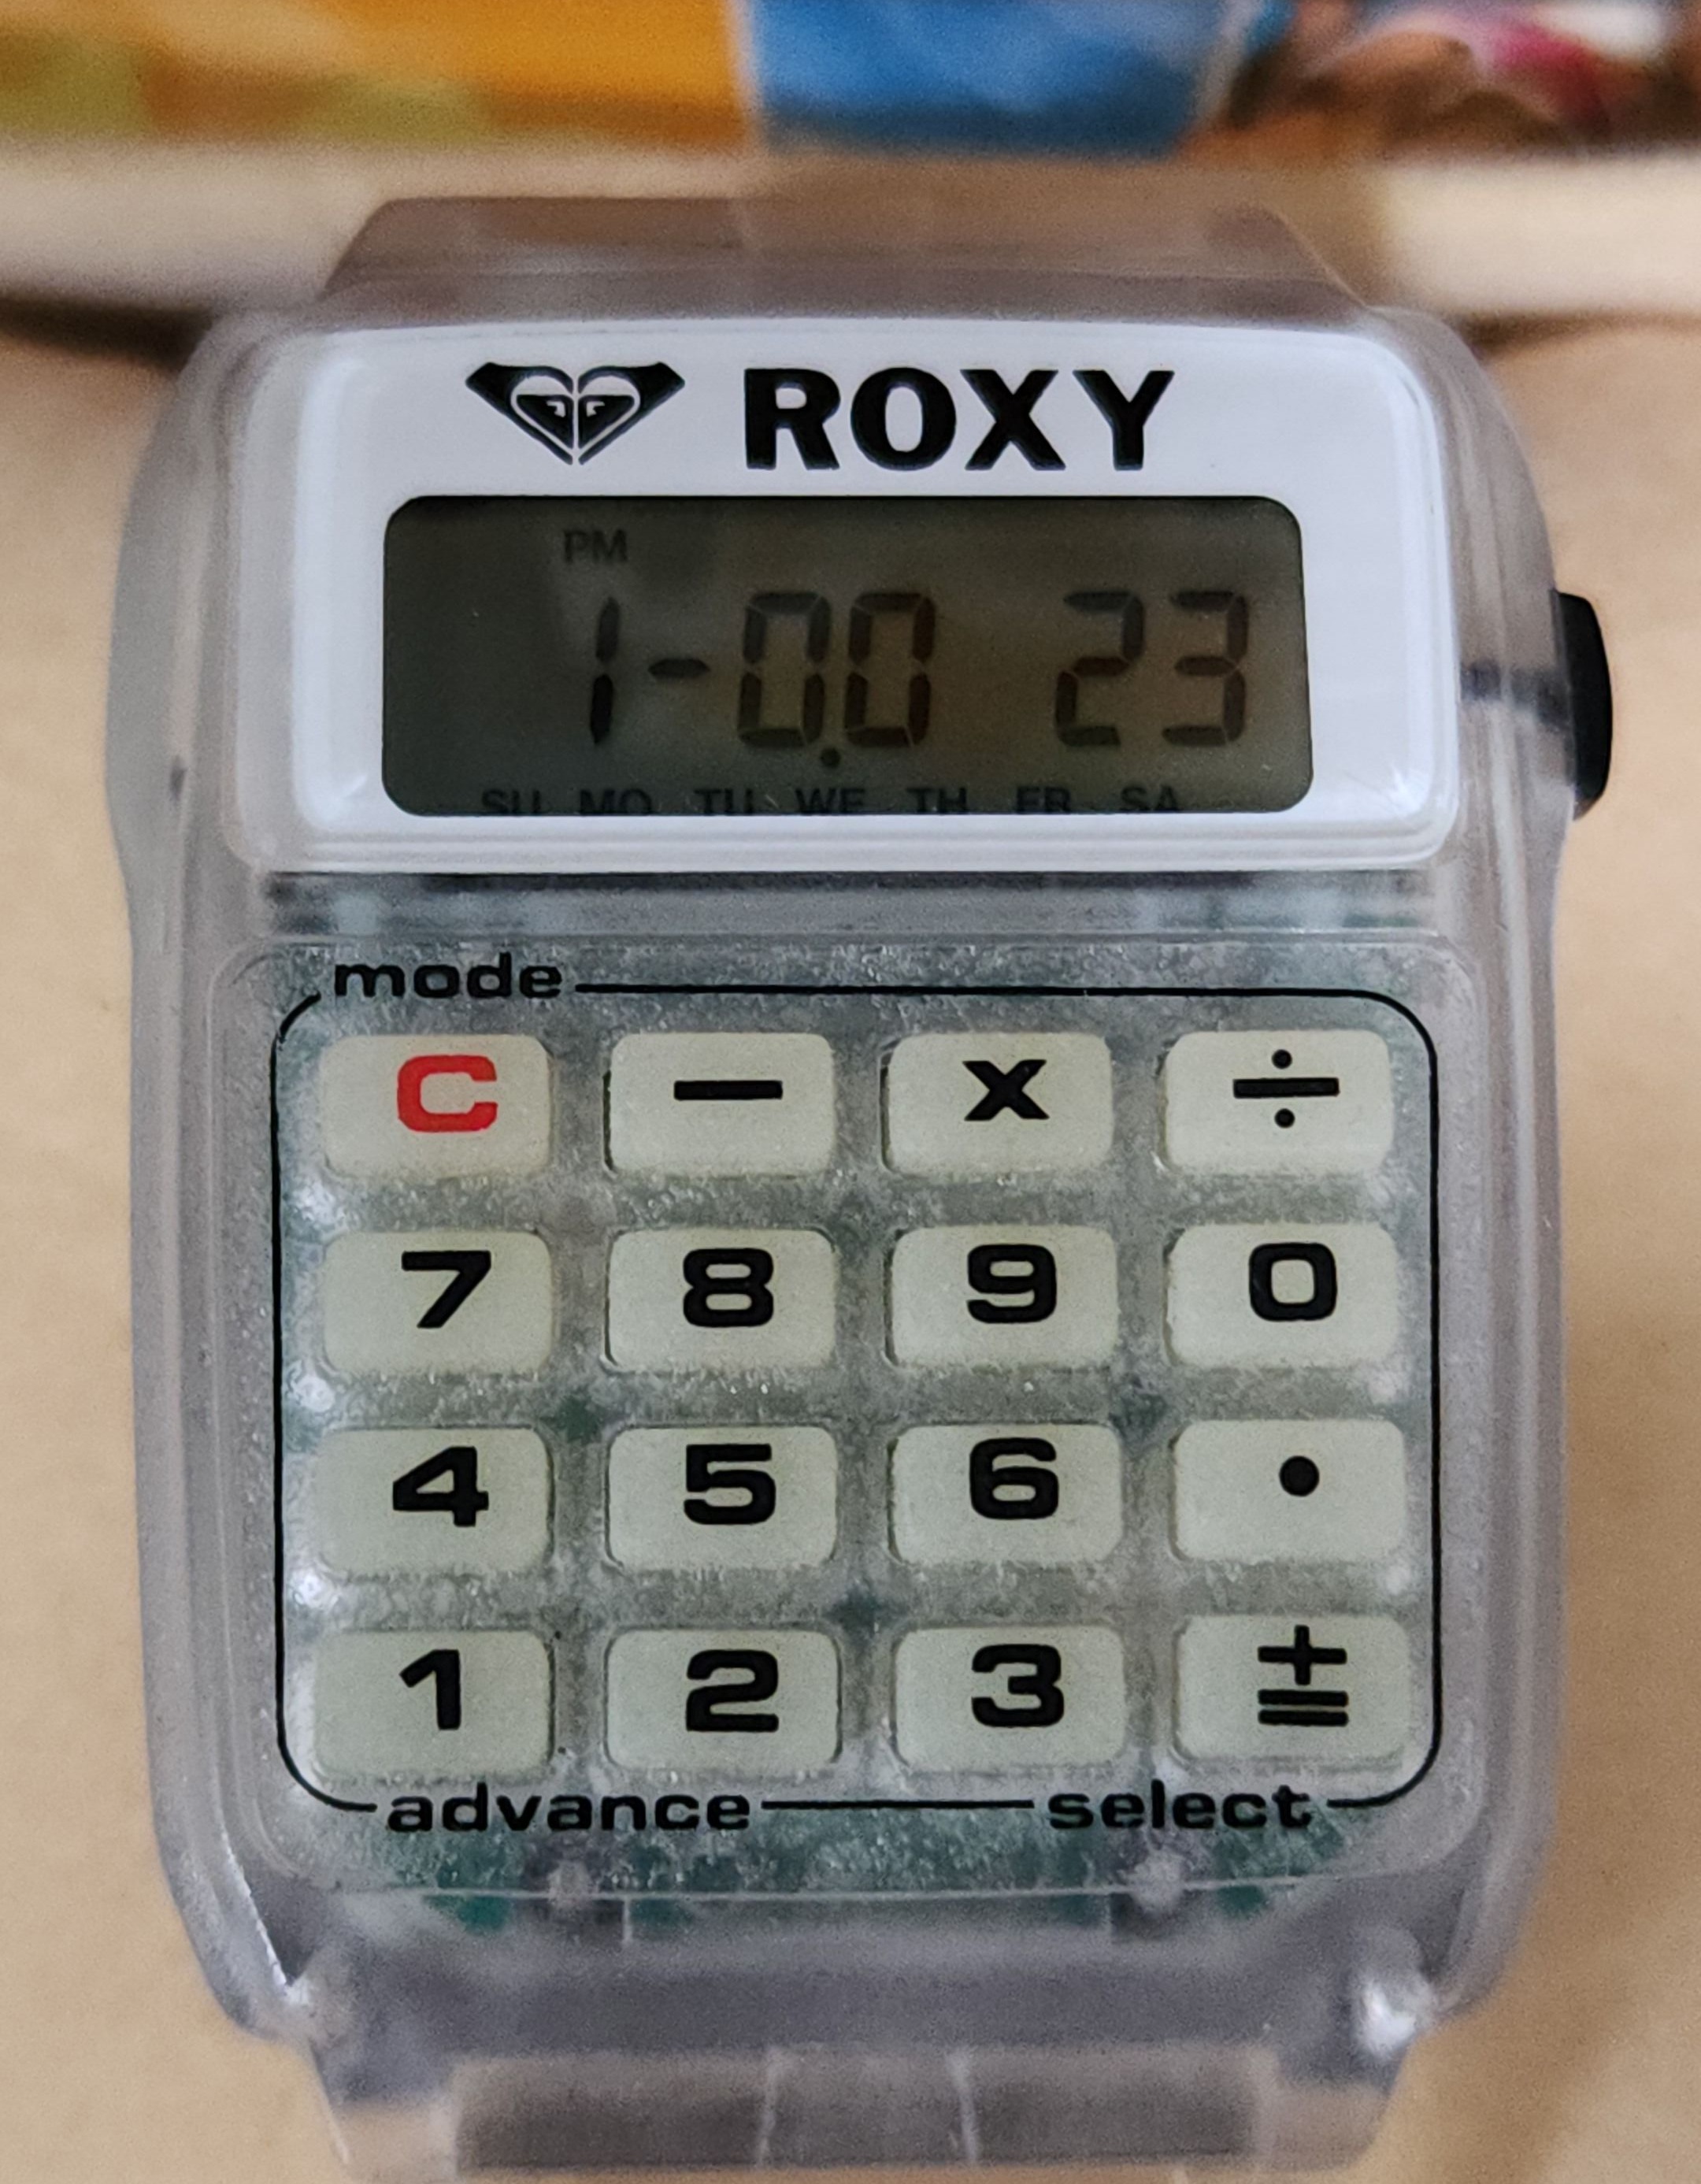 ROXY
PM
1-00 23
SU MO TU WE TH FR SA
mode
C - x ÷
7 8 9 0
4 5 6 .
1 2 3 ±
advance select